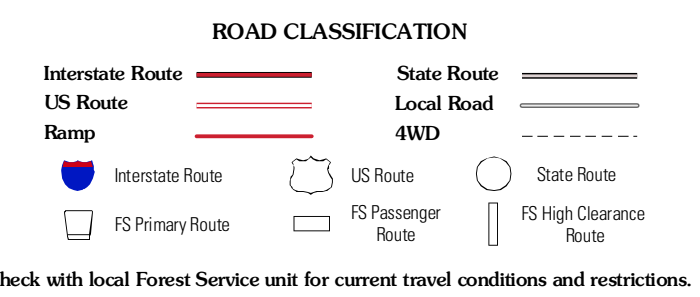 ROAD CLASSIFICATION
Interstate Route
State Route
US Route
Local Road
Ramp
4WD
Interstate Route
US Route
State Route
FS Primary Route
FS Passenger
Route
FS High Clearance
Route
heck with local Forest Service unit for current travel conditions and restrictions.